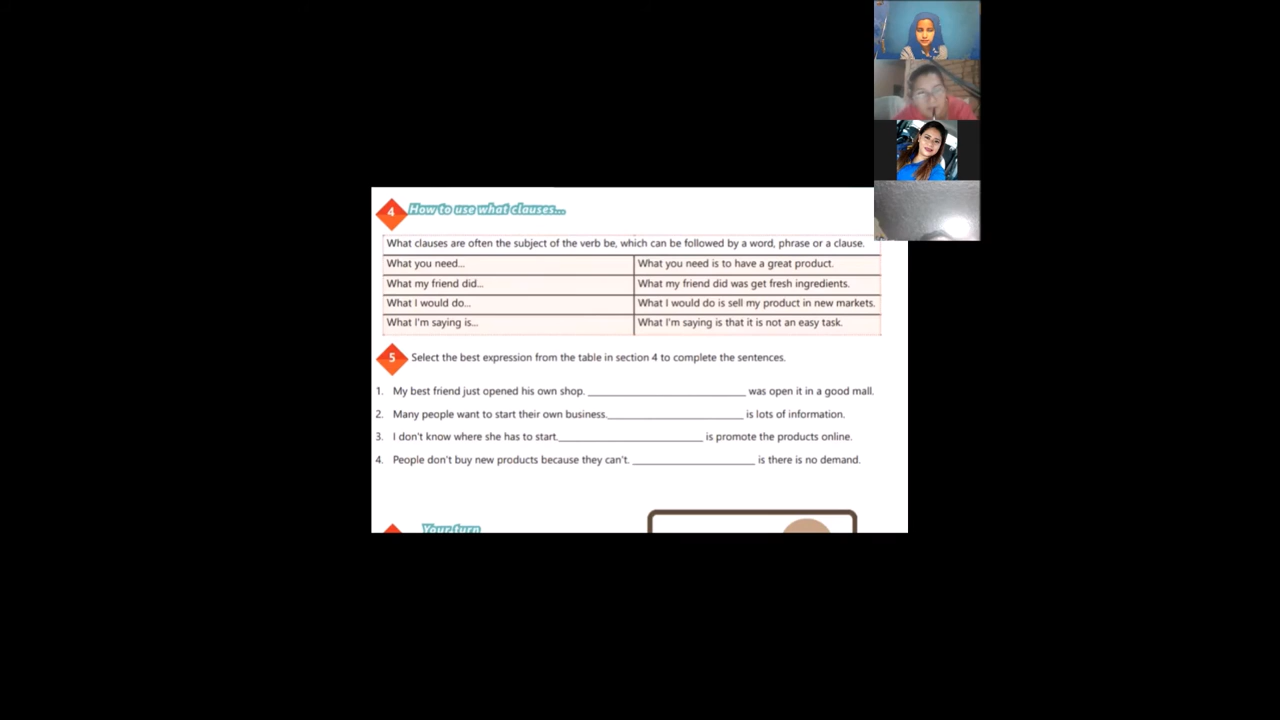 4 How to use what clauses...
What clauses are often the subject of the verb be, which can be followed by a word, phrase or a clause.
What you need... What you need is to have a great product.
What my friend did... What my friend did was get fresh ingredients.
What I would do... What I would do is sell my product in new markets.
What I'm saying is... What I'm saying is that it is not an easy task.
5 Select the best expression from the table in section 4 to complete the sentences.
1. My best friend just opened his own shop. ____________________ was open it in a good mall.
2. Many people want to start their own business.____________________ is lots of information.
3. I don't know where she has to start.____________________ is promote the products online.
4. People don't buy new products because they can't. ____________________ is there is no demand.
Your turn